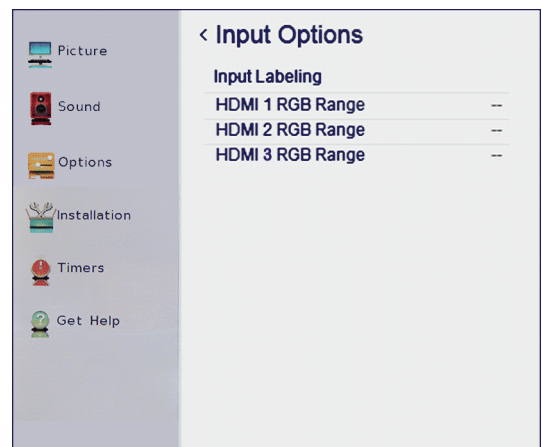 Picture
Sound
Options
Installation
Timers
Get Help
< Input Options
Input Labeling
HDMI 1 RGB Range --
HDMI 2 RGB Range --
HDMI 3 RGB Range --